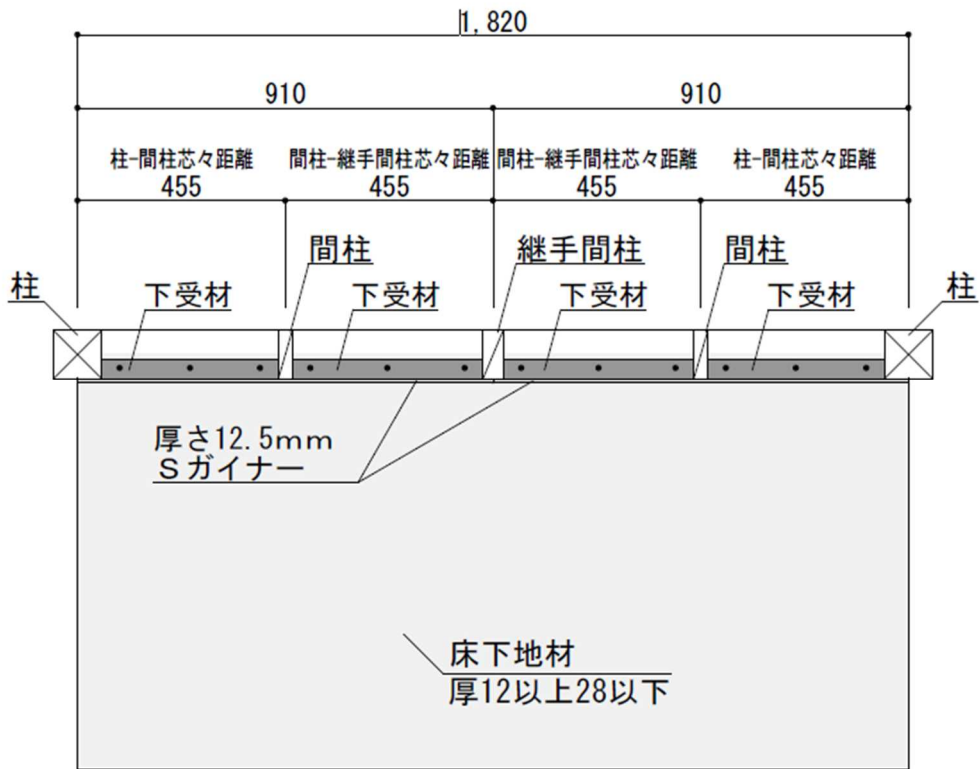 1,820
910
910
柱-間柱芯々距離
間柱-継手間柱芯々距離
間柱-継手間柱芯々距離
柱-間柱芯々距離
455
455
455
455
間柱
継手間柱
間柱
柱
下受材
下受材
下受材
下受材
柱
厚さ12.5mm
Sガイナー
床下地材
厚12以上28以下